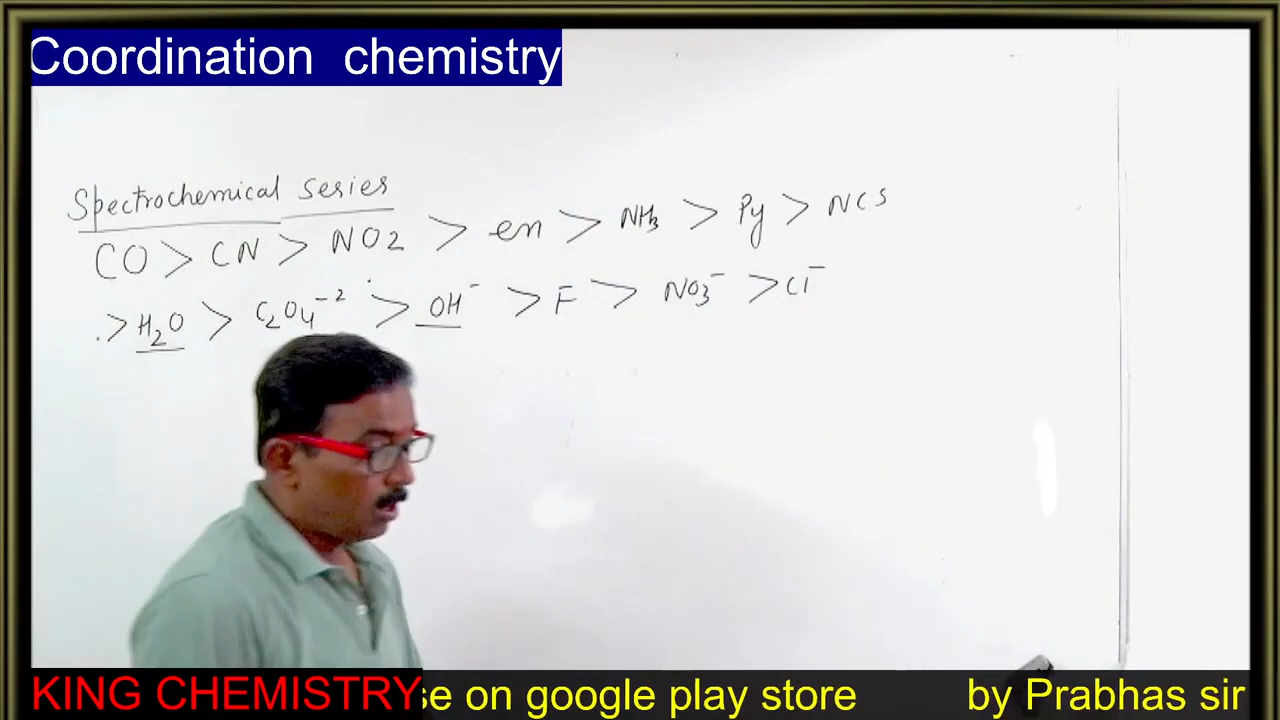 Coordination chemistry
Spectrochemical series
CO > CN > NO2 > en > NH3 > Py > NCS
. > H2O > C2O4^-2 > OH^- > F > NO3^- > Cl^-
KING CHEMISTRY se on google play store by Prabhas sir